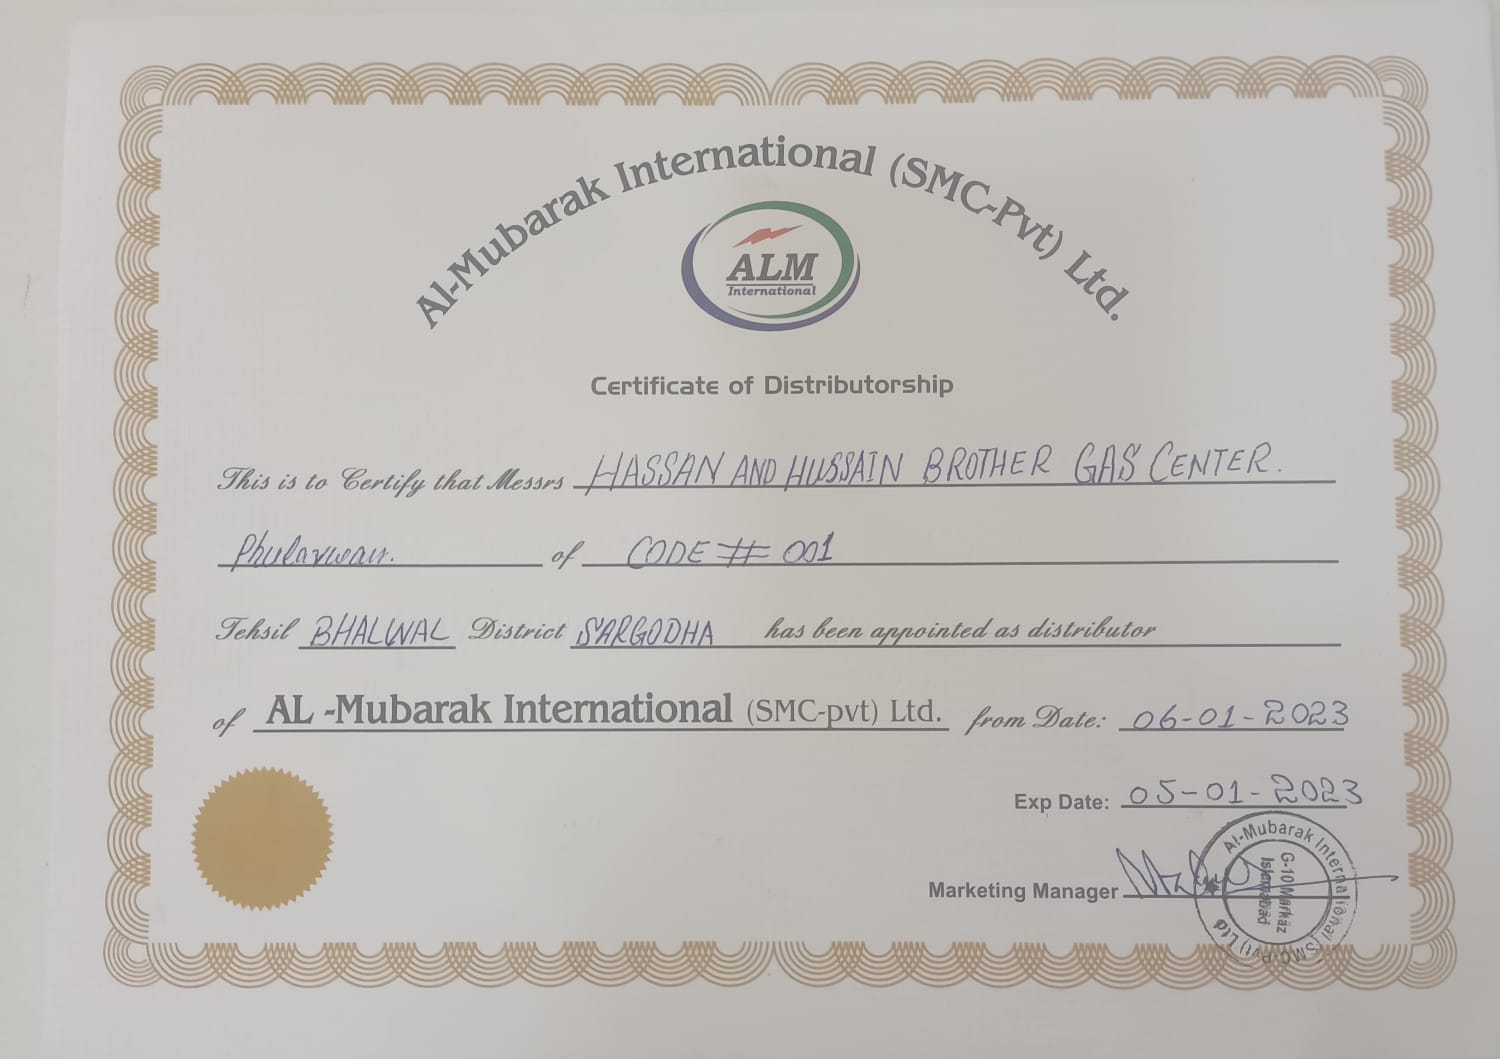 Al-Mubarak International (SMC-Pvt) Ltd.
ALM
International
Certificate of Distributorship
This is to Certify that Messrs HASSAN AND HUSSAIN BROTHER GAS CENTER.
Phularwan. of CODE # 001
Tehsil BHALWAL District SARGODHA has been appointed as distributor
of AL -Mubarak International (SMC-pvt) Ltd. from Date: 06-01-2023
Exp Date: 05-01-2023
Marketing Manager
Al-Mubarak International (SMC-Pvt) Ltd
G-10 Markaz
Islamabad